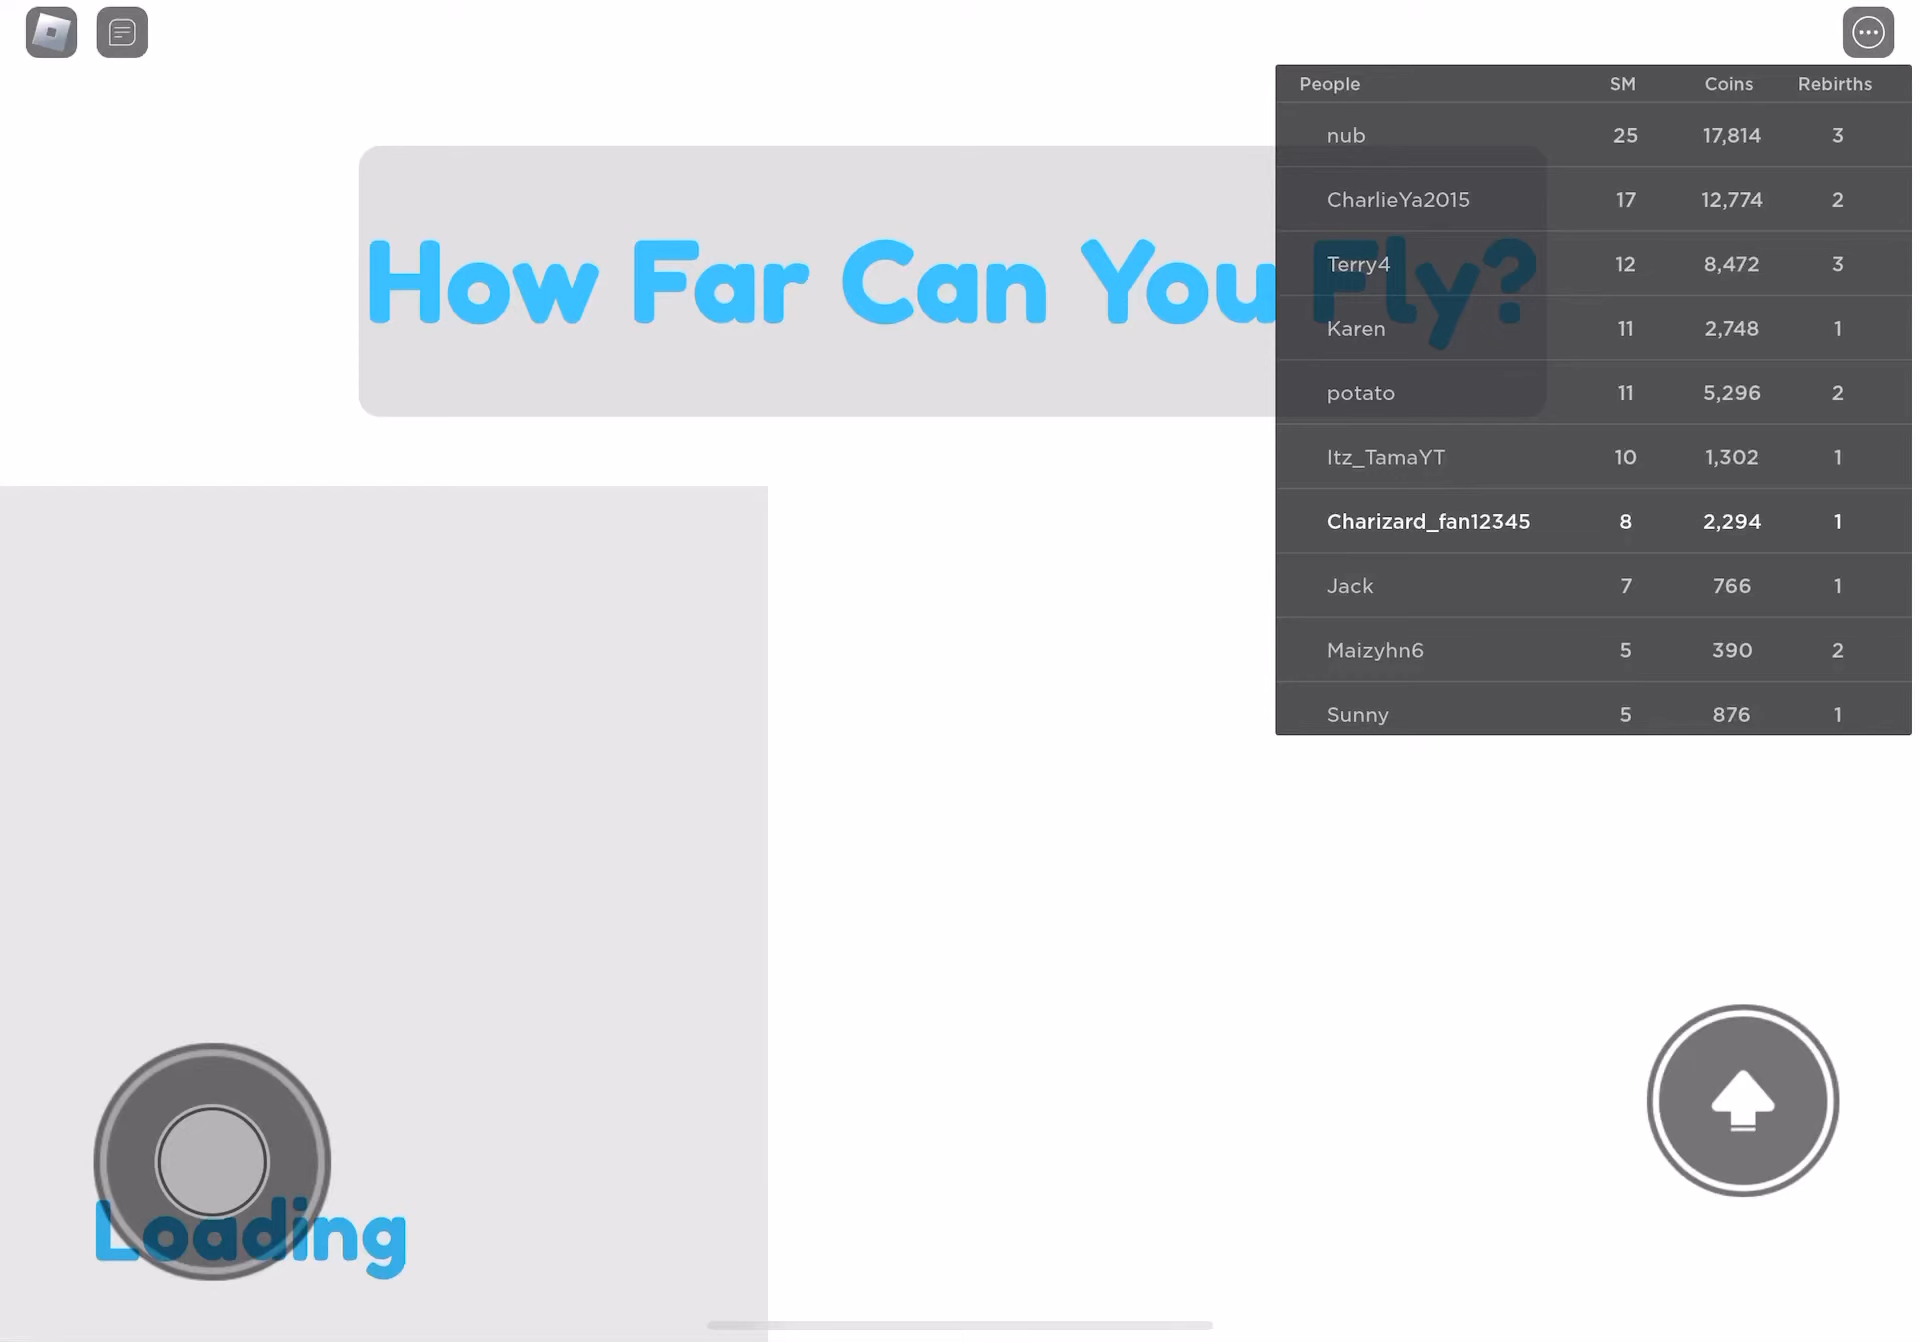 People SM Coins Rebirths
nub 25 17,814 3
CharlieYa2015 17 12,774 2
How Far Can You Fly?
Terry4 12 8,472 3
Karen 11 2,748 1
potato 11 5,296 2
Itz_TamaYT 10 1,302 1
Charizard_fan12345 8 2,294 1
Jack 7 766 1
Maizyhn6 5 390 2
Sunny 5 876 1
Loading